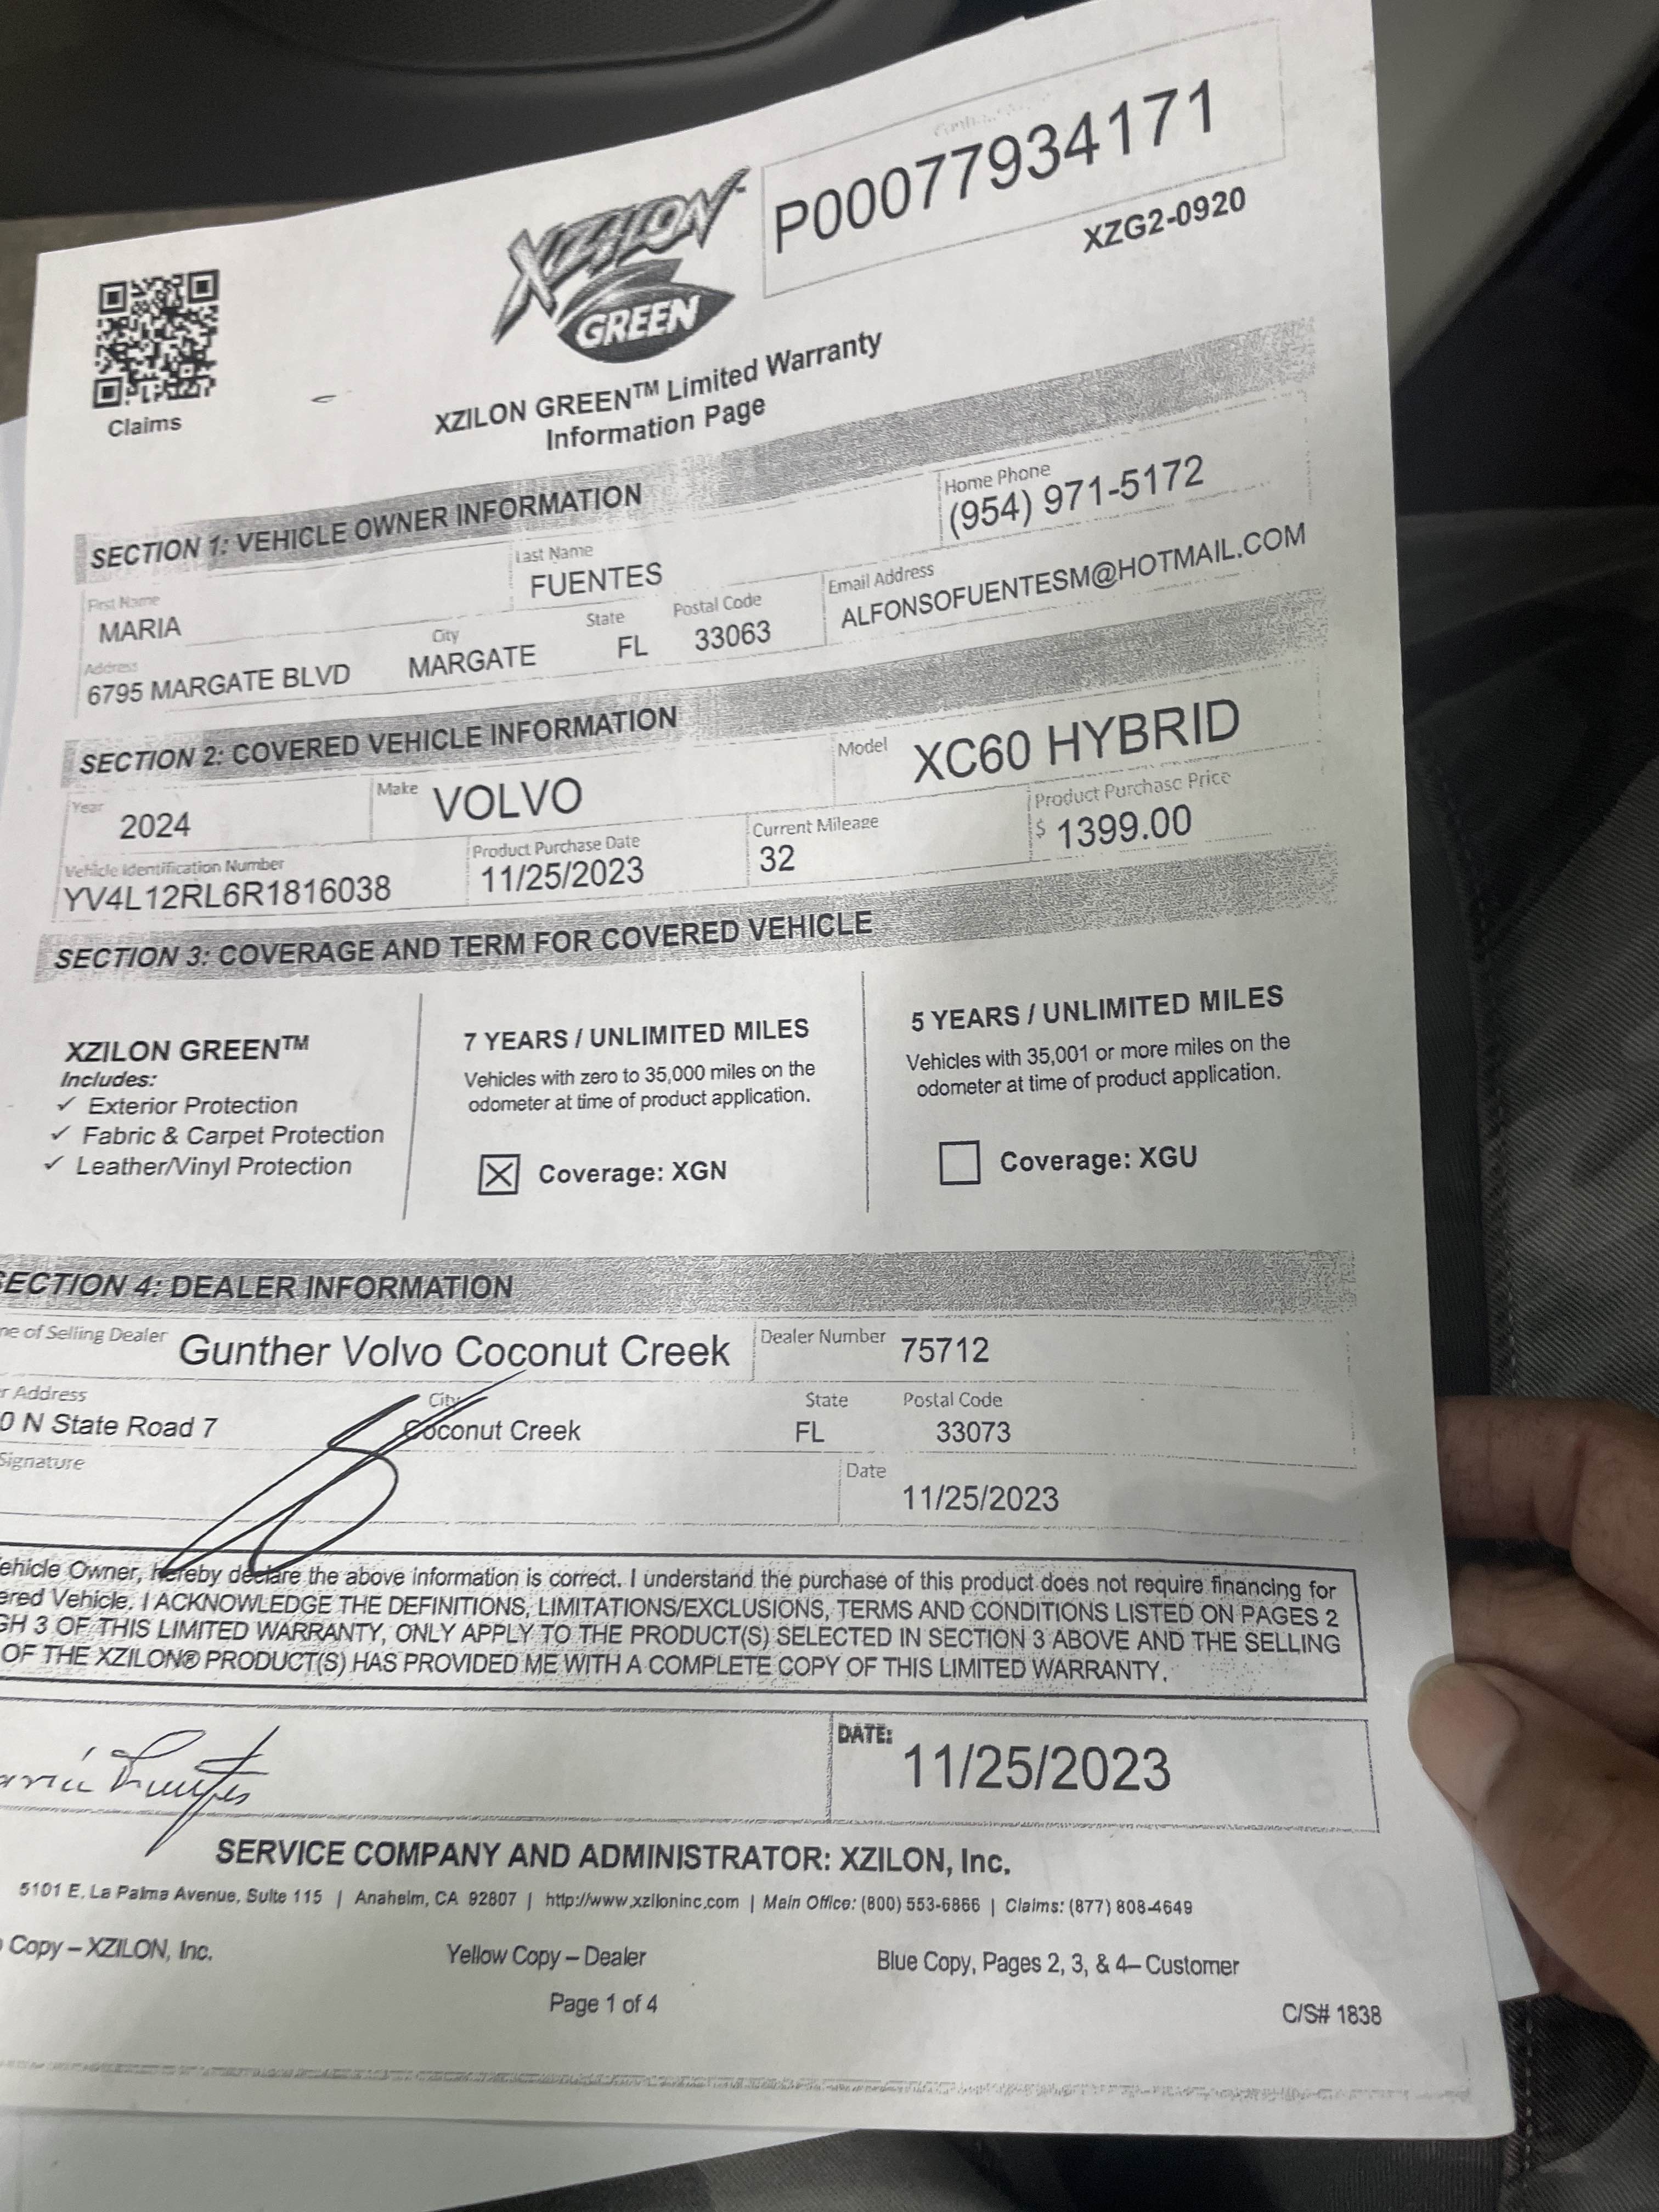 P00077934171
XZG2-0920
XZILON
GREEN
Claims
XZILON GREEN™ Limited Warranty
Information Page
SECTION 1: VEHICLE OWNER INFORMATION
First Name
MARIA
Last Name
FUENTES
Home Phone
(954) 971-5172
Address
6795 MARGATE BLVD
City
MARGATE
State
FL
Postal Code
33063
Email Address
ALFONSOFUENTESM@HOTMAIL.COM
SECTION 2: COVERED VEHICLE INFORMATION
Year
2024
Make
VOLVO
Model
XC60 HYBRID
Vehicle Identification Number
YV4L12RL6R1816038
Product Purchase Date
11/25/2023
Current Mileage
32
Product Purchase Price
$ 1399.00
SECTION 3: COVERAGE AND TERM FOR COVERED VEHICLE
XZILON GREEN™
Includes:
✓ Exterior Protection
✓ Fabric & Carpet Protection
✓ Leather/Vinyl Protection
7 YEARS / UNLIMITED MILES
Vehicles with zero to 35,000 miles on the
odometer at time of product application.
☒ Coverage: XGN
5 YEARS / UNLIMITED MILES
Vehicles with 35,001 or more miles on the
odometer at time of product application.
☐ Coverage: XGU
SECTION 4: DEALER INFORMATION
of Selling Dealer
Gunther Volvo Coconut Creek
Dealer Number
75712
Address
0 N State Road 7
City
Coconut Creek
State
FL
Postal Code
33073
Signature
Date
11/25/2023
ehicle Owner, hereby declare the above information is correct. I understand the purchase of this product does not require financing for
ered Vehicle. I ACKNOWLEDGE THE DEFINITIONS, LIMITATIONS/EXCLUSIONS, TERMS AND CONDITIONS LISTED ON PAGES 2
GH 3 OF THIS LIMITED WARRANTY, ONLY APPLY TO THE PRODUCT(S) SELECTED IN SECTION 3 ABOVE AND THE SELLING
OF THE XZILON® PRODUCT(S) HAS PROVIDED ME WITH A COMPLETE COPY OF THIS LIMITED WARRANTY.
aria Fuentes
DATE:
11/25/2023
SERVICE COMPANY AND ADMINISTRATOR: XZILON, Inc.
5101 E. La Palma Avenue, Suite 115 | Anaheim, CA 92807 | http://www.xziloninc.com | Main Office: (800) 553-6866 | Claims: (877) 808-4649
Copy – XZILON, Inc.
Yellow Copy – Dealer
Blue Copy, Pages 2, 3, & 4– Customer
Page 1 of 4
C/S# 1838